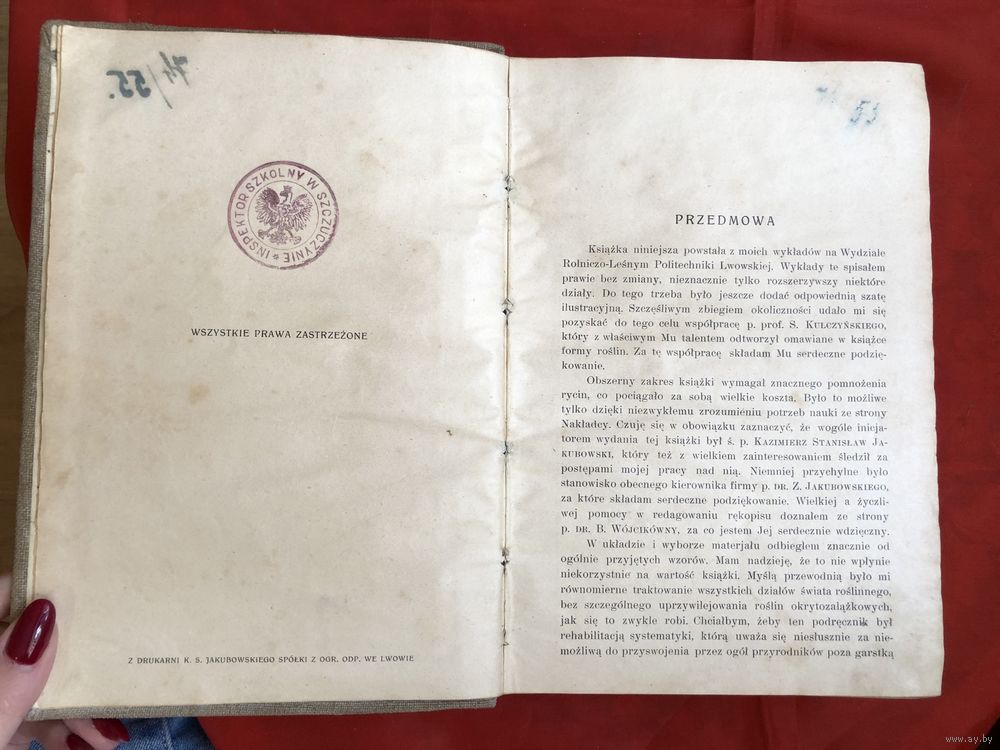 INSPEKTOR SZKOLNY W SZCZUCZYNIE *
WSZYSTKIE PRAWA ZASTRZEŻONE
Z DRUKARNI K. S. JAKUBOWSKIEGO SPÓŁKI Z OGR. ODP. WE LWOWIE
PRZEDMOWA
Książka niniejsza powstała z moich wykładów na Wydziale
Rolniczo-Leśnym Politechniki Lwowskiej. Wykłady te spisałem
prawie bez zmiany, nieznacznie tylko rozszerzywszy niektóre
działy. Do tego trzeba było jeszcze dodać odpowiednią szatę
ilustracyjną. Szczęśliwym zbiegiem okoliczności udało mi się
pozyskać do tego celu współpracę p. prof. S. KULCZYŃSKIEGO,
który z właściwym Mu talentem odtworzył omawiane w książce
formy roślin. Za tę współpracę składam Mu serdeczne podzię-
kowanie.
Obszerny zakres książki wymagał znacznego pomnożenia
rycin, co pociągało za sobą wielkie koszta. Było to możliwe
tylko dzięki niezwykłemu zrozumieniu potrzeb nauki ze strony
Nakładcy. Czuję się w obowiązku zaznaczyć, że wogóle inicja-
torem wydania tej książki był ś. p. KAZIMIERZ STANISŁAW JA-
KUBOWSKI, który też z wielkiem zainteresowaniem śledził za
postępami mojej pracy nad nią. Niemniej przychylne było
stanowisko obecnego kierownika firmy p. DR. Z. JAKUBOWSKIEGO,
za które składam serdeczne podziękowanie. Wielkiej a życzli-
wej pomocy w redagowaniu rękopisu doznałem ze strony
p. DR. B. WÓJCIKÓWNY, za co jestem Jej serdecznie wdzięczny.
W układzie i wyborze materjału odbiegłem znacznie od
ogólnie przyjętych wzorów. Mam nadzieję, że to nie wpłynie
niekorzystnie na wartość książki. Myślą przewodnią było mi
równomierne traktowanie wszystkich działów świata roślinnego,
bez szczególnego uprzywilejowania roślin okrytozalążkowych,
jak się to zwykle robi. Chciałbym, żeby ten podręcznik był
rehabilitacją systematyki, którą uważa się niesłusznie za nie-
możliwą do przyswojenia przez ogół przyrodników poza garstką
www.ay.by